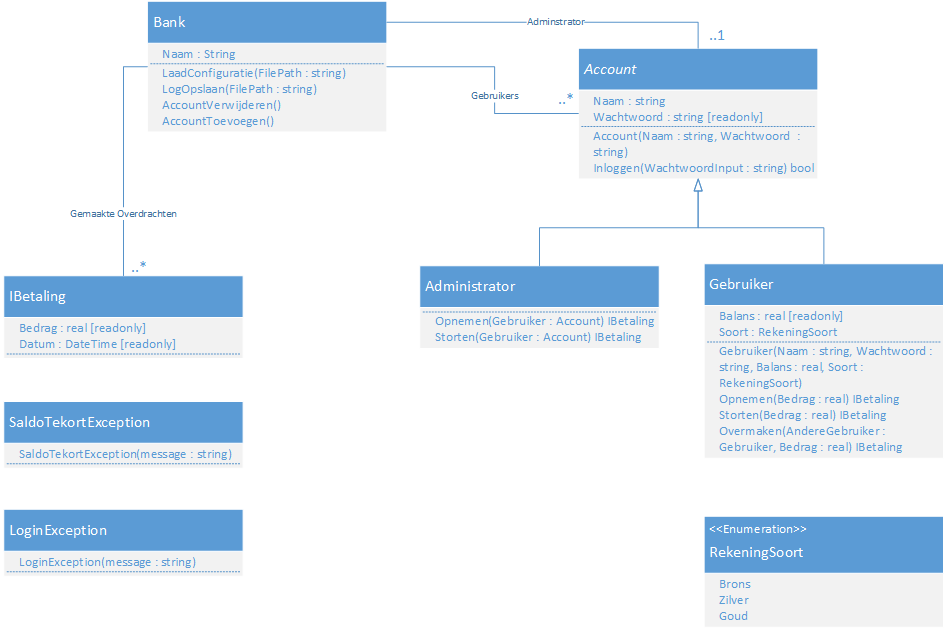 Bank
Naam : String
LaadConfiguratie(FilePath : string)
LogOpslaan(FilePath : string)
AccountVerwijderen()
AccountToevoegen()
Adminstrator
..1
Gebruikers
..*
Account
Naam : string
Wachtwoord : string [readonly]
Account(Naam : string, Wachtwoord :
string)
Inloggen(WachtwoordInput : string) bool
Gemaakte Overdrachten
..*
IBetaling
Bedrag : real [readonly]
Datum : DateTime [readonly]
Administrator
Opnemen(Gebruiker : Account) IBetaling
Storten(Gebruiker : Account) IBetaling
Gebruiker
Balans : real [readonly]
Soort : RekeningSoort
Gebruiker(Naam : string, Wachtwoord :
string, Balans : real, Soort :
RekeningSoort)
Opnemen(Bedrag : real) IBetaling
Storten(Bedrag : real) IBetaling
Overmaken(AndereGebruiker :
Gebruiker, Bedrag : real) IBetaling
SaldoTekortException
SaldoTekortException(message : string)
LoginException
LoginException(message : string)
<<Enumeration>>
RekeningSoort
Brons
Zilver
Goud